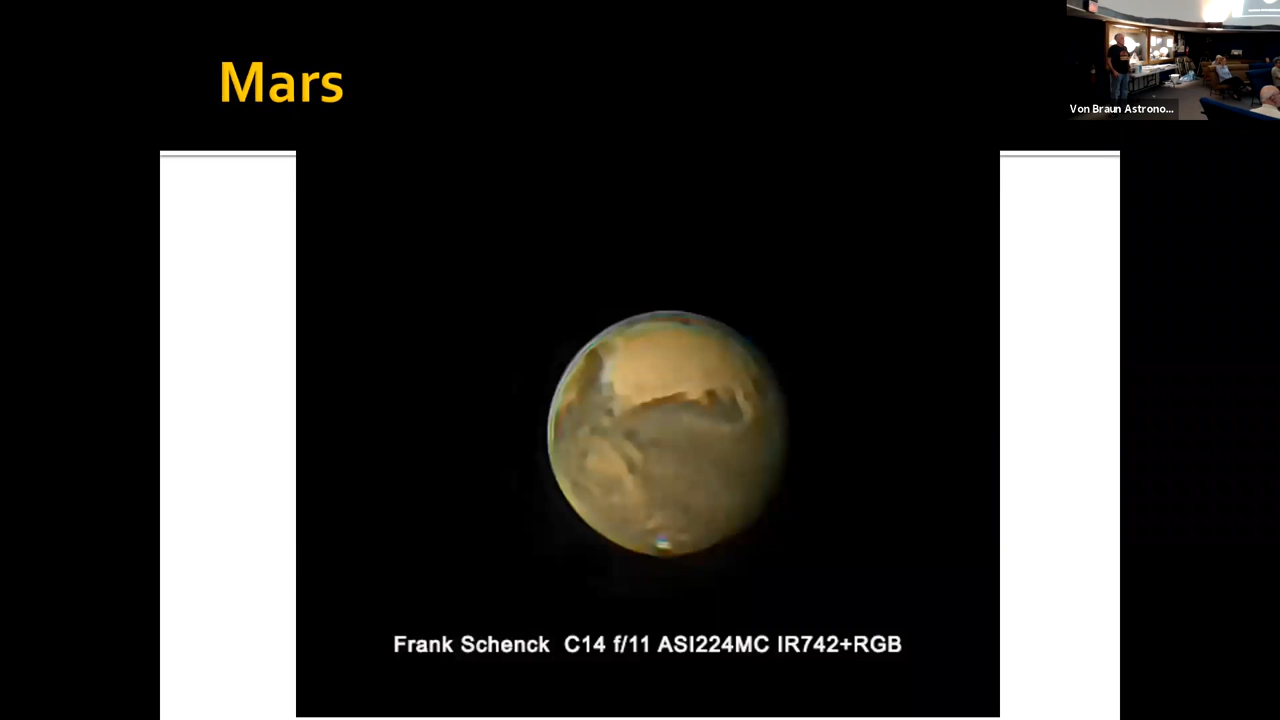 Mars
Von Braun Astrono...
Frank Schenck C14 f/11 ASI224MC IR742+RGB